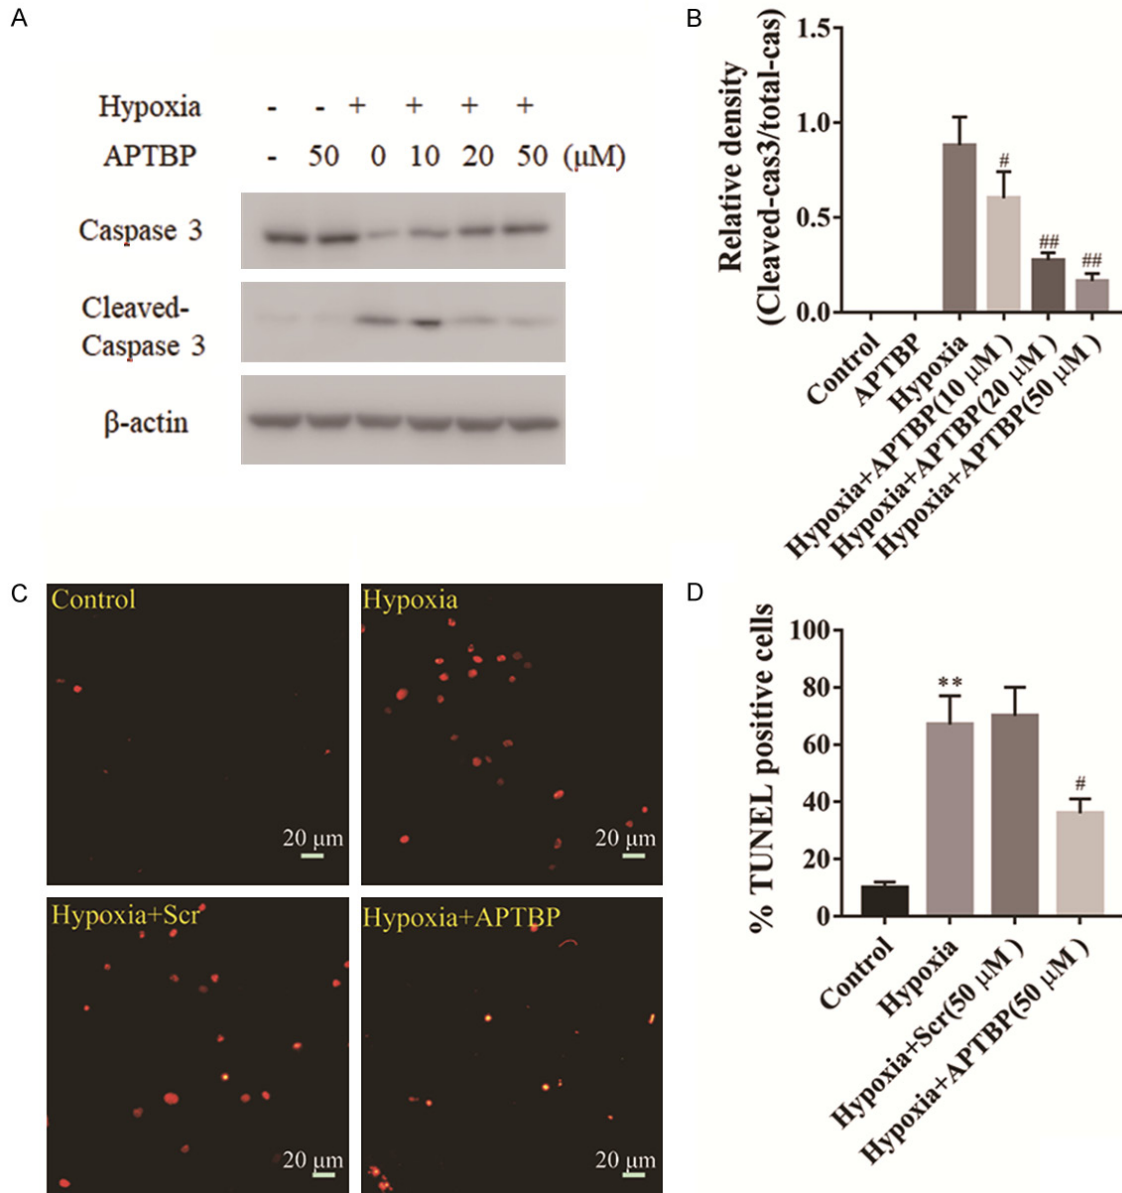 A
Hypoxia - - + + + +
APTBP - 50 0 10 20 50 (μM)
Caspase 3
Cleaved-
Caspase 3
β-actin
B
Relative density
(Cleaved-cas3/total-cas)
1.5
1.0
0.5
0.0
#
##
##
Control
APTBP
Hypoxia
Hypoxia+APTBP(10 μM )
Hypoxia+APTBP(20 μM )
Hypoxia+APTBP(50 μM )
C
Control
20 μm
Hypoxia
20 μm
Hypoxia+Scr
20 μm
Hypoxia+APTBP
20 μm
D
% TUNEL positive cells
100
80
60
40
20
0
**
#
Control
Hypoxia
Hypoxia+Scr(50 μM )
Hypoxia+APTBP(50 μM )